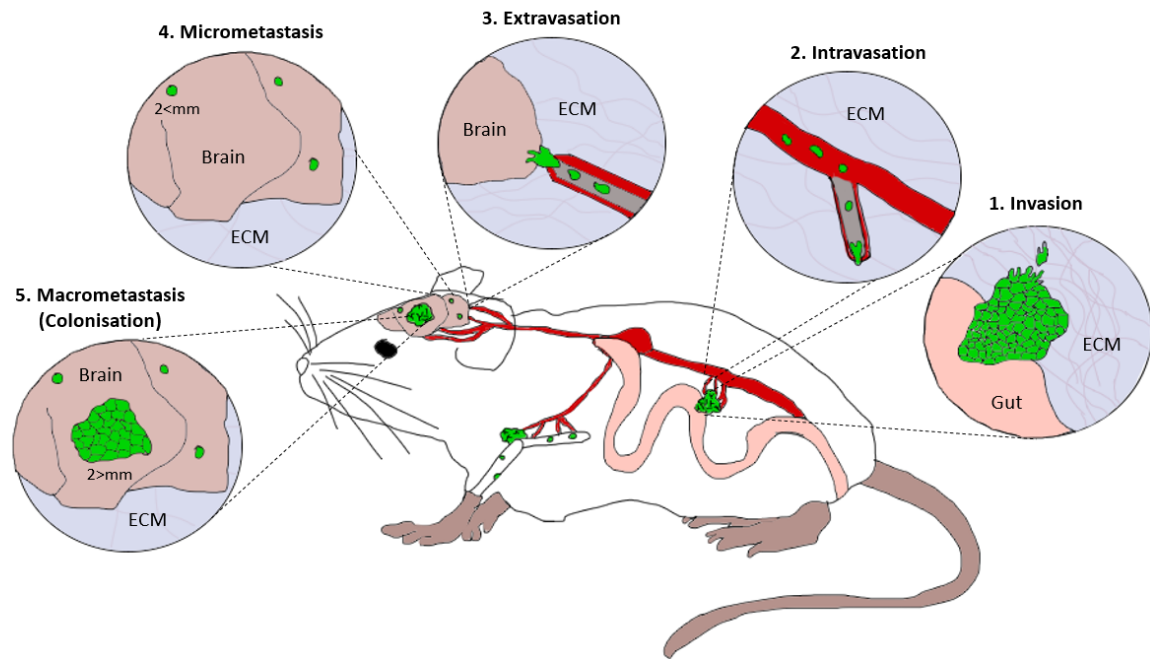 1. Invasion
ECM
Gut
2. Intravasation
ECM
3. Extravasation
ECM
Brain
4. Micrometastasis
2<mm
Brain
ECM
5. Macrometastasis
(Colonisation)
Brain
2>mm
ECM